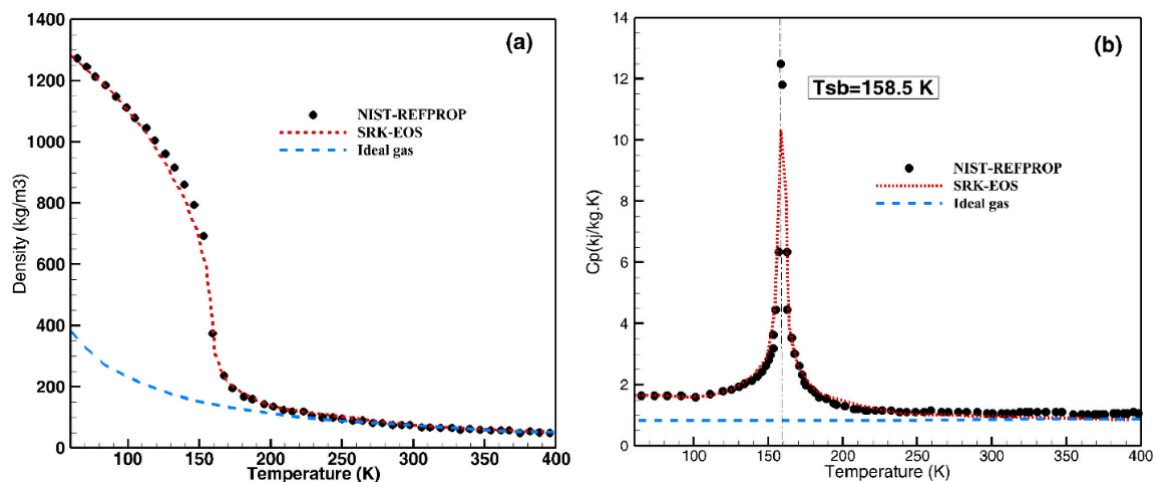 (a)
1400
1200
1000
800
600
400
200
0
Density (kg/m3)
NIST-REFPROP
SRK-EOS
Ideal gas
100
150
200
250
300
350
400
Temperature (K)
(b)
14
12
10
8
6
4
2
0
Cp(kj/kg.K)
Tsb=158.5 K
NIST-REFPROP
SRK-EOS
Ideal gas
100
150
200
250
300
350
400
Temperature (K)